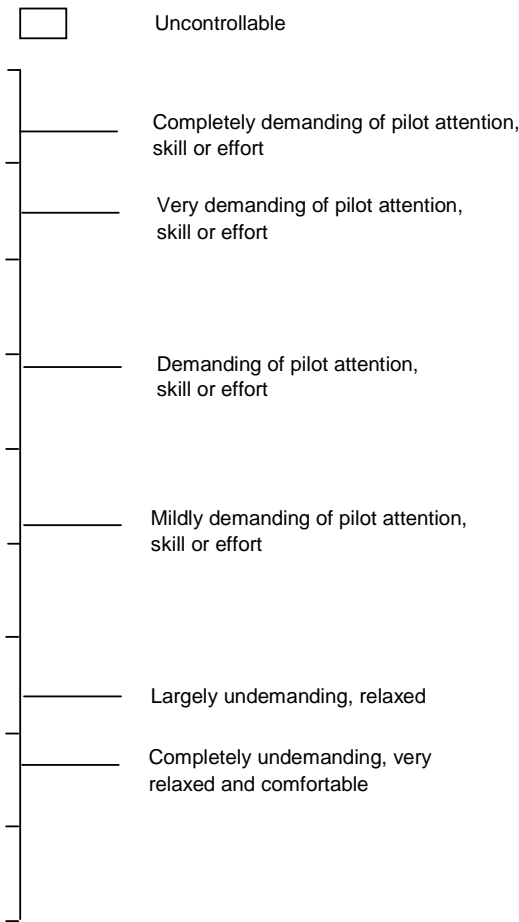 Uncontrollable
Completely demanding of pilot attention,
skill or effort
Very demanding of pilot attention,
skill or effort
Demanding of pilot attention,
skill or effort
Mildly demanding of pilot attention,
skill or effort
Largely undemanding, relaxed
Completely undemanding, very
relaxed and comfortable